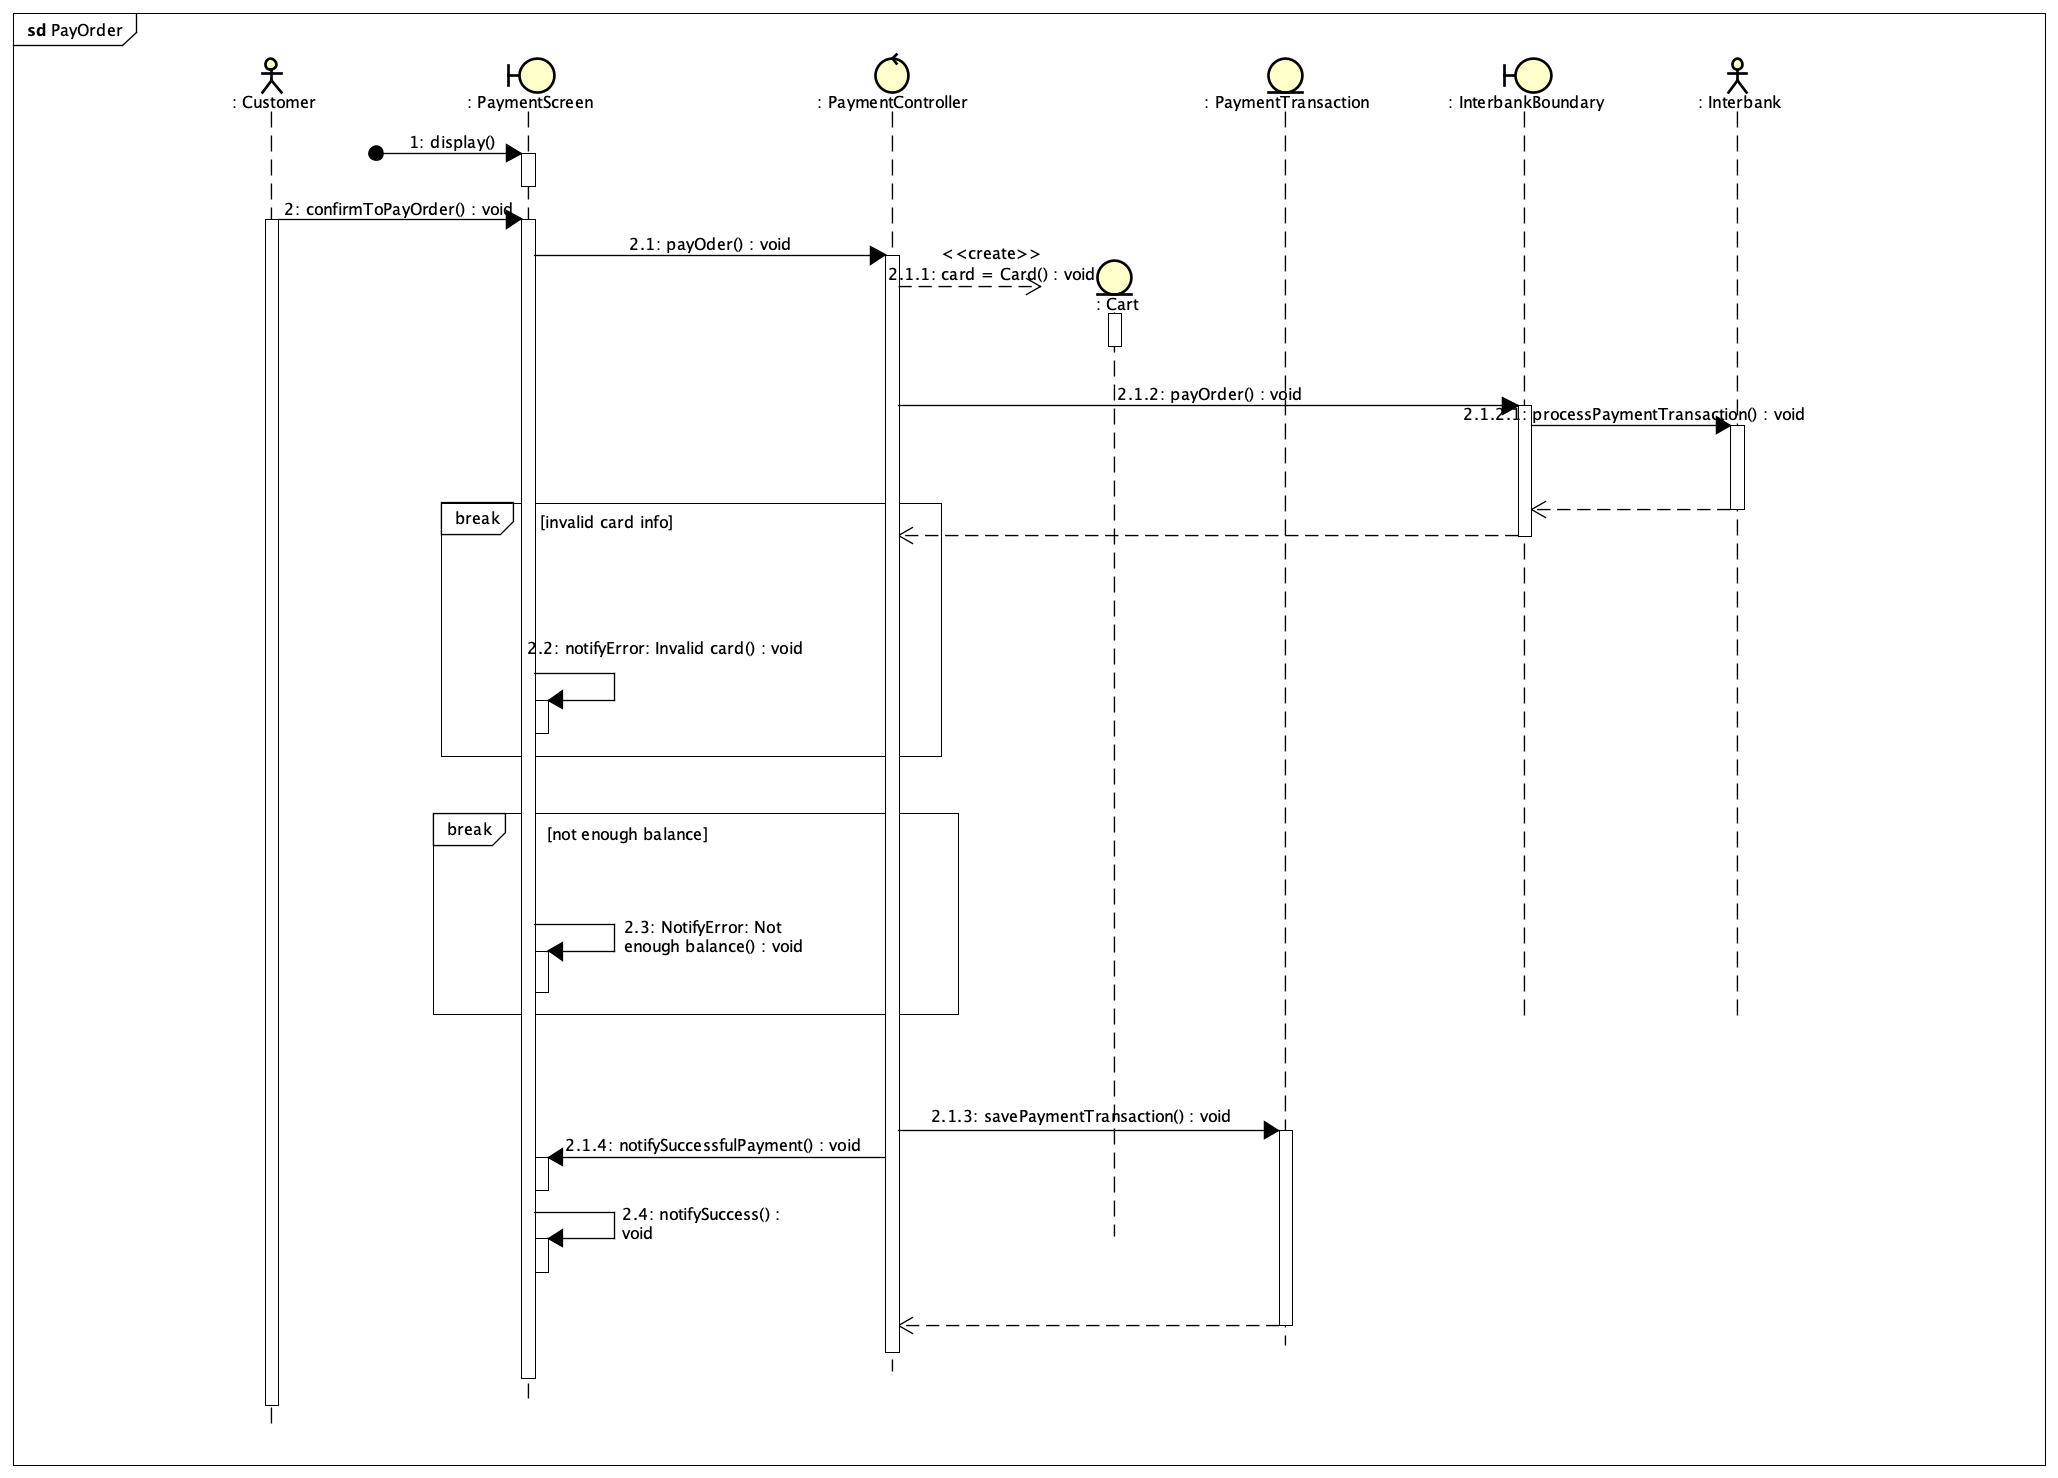 sd PayOrder
: Customer
: PaymentScreen
: PaymentController
: PaymentTransaction
: InterbankBoundary
: Interbank
1: display()
2: confirmToPayOrder() : void
2.1: payOder() : void
<<create>>
2.1.1: card = Card() : void
: Cart
2.1.2: payOrder() : void
2.1.2.1: processPaymentTransaction() : void
break
[invalid card info]
2.2: notifyError: Invalid card() : void
break
[not enough balance]
2.3: NotifyError: Not
enough balance() : void
2.1.3: savePaymentTransaction() : void
2.1.4: notifySuccessfulPayment() : void
2.4: notifySuccess() :
void